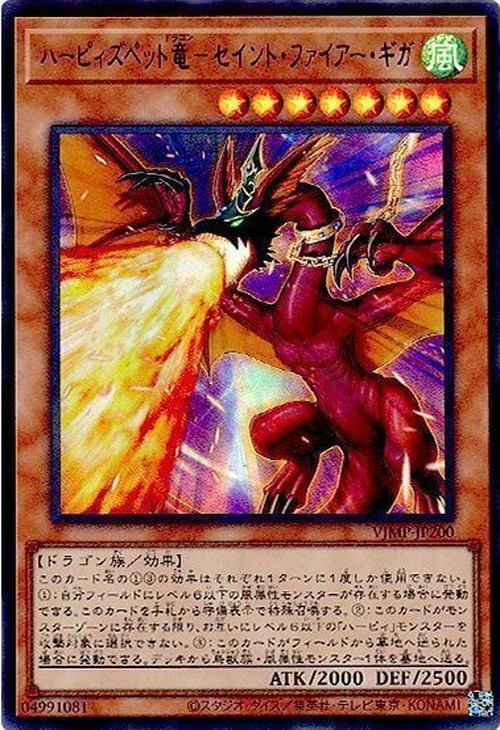 ドラゴン
ハーピィズペット竜－セイント・ファイアー・ギガ 風
VJMP-JP200
【ドラゴン族／効果】
このカード名の①③の効果はそれぞれ１ターンに１度しか使用できない。
①：自分フィールドにレベル６以下の風属性モンスターが存在する場合に発動
できる。このカードを手札から守備表示で特殊召喚する。②：このカードがモン
スターゾーンに存在する限り、お互いにレベル６以下の「ハーピィ」モンスターを
攻撃対象に選択できない。③：このカードがフィールドから墓地へ送られた
場合に発動できる。デッキから鳥獣族・風属性モンスター１体を墓地へ送る。
ATK/2000 DEF/2500
04991081 ©スタジオ・ダイス／集英社・テレビ東京・KONAMI